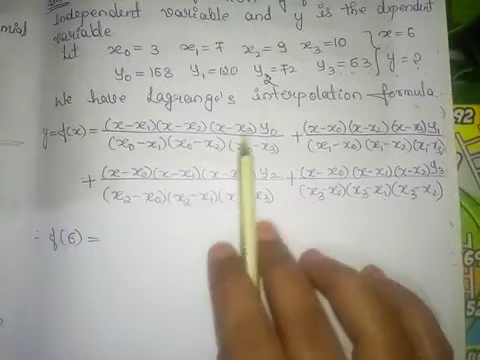 independent variable and y is the dependent
variable
Let x₀ = 3 x₁ = 7 x₂ = 9 x₃ = 10 } x = 6
y₀ = 168 y₁ = 120 y₂ = 72 y₃ = 63 } y = ?
We have Lagrange's interpolation formula
y = f(x) = (x-x₁)(x-x₂)(x-x₃)y₀ / (x₀-x₁)(x₀-x₂)( -x₃) + (x-x₀)(x-x₂)(x-x₃)y₁ / (x₁-x₀)(x₁-x₂)(x₁-x₃)
+ (x-x₀)(x-x₁)(x- y₂ / (x₂-x₀)(x₂-x₁)( x₃) + (x-x₀)(x-x₁)(x-x₂)y₃ / (x₃-x₀)(x₃-x₁)(x₃-x₂)
∴ f(6) =
92